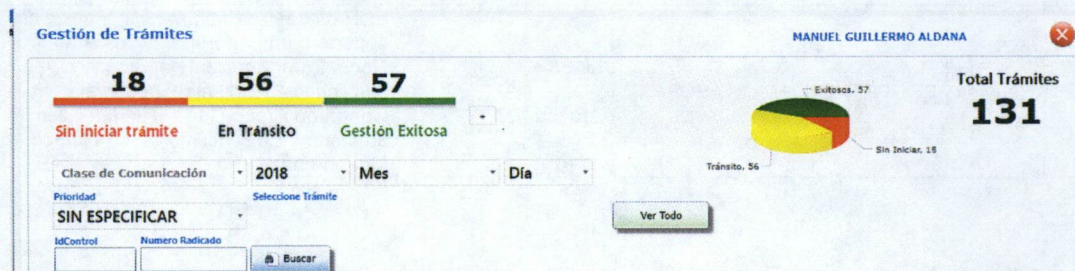 Gestión de Trámites
MANUEL GUILLERMO ALDANA
18 56 57
Total Trámites
131
Exitosos, 57
Sin iniciar trámite En Tránsito Gestión Exitosa
Sin Iniciar, 18
Tránsito, 56
Clase de Comunicación 2018 Mes Día
Prioridad Seleccione Trámite
SIN ESPECIFICAR
Ver Todo
IdControl Numero Radicado
Buscar